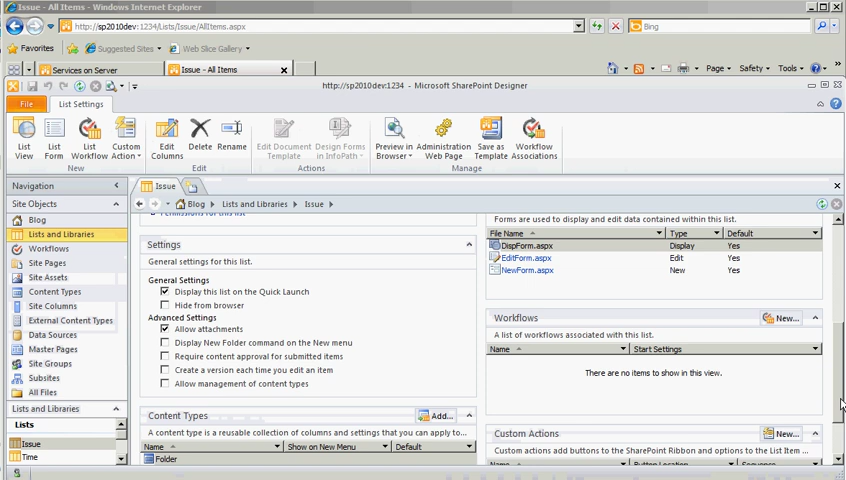 Issue - All Items - Windows Internet Explorer
http://sp2010dev:1234/Lists/Issue/AllItems.aspx
Bing
Favorites
Suggested Sites
Web Slice Gallery
Services on Server
Issue - All Items
Page
Safety
Tools
http://sp2010dev:1234 - Microsoft SharePoint Designer
File
List Settings
List View
List Form
List Workflow
Custom Action
Edit Columns
Delete
Rename
Edit Document Template
Design Forms in InfoPath
Preview in Browser
Administration Web Page
Save as Template
Workflow Associations
New
Edit
Actions
Manage
Navigation
Issue
Site Objects
Blog
Lists and Libraries
Issue
Blog
Lists and Libraries
Workflows
Site Pages
Site Assets
Content Types
Site Columns
External Content Types
Data Sources
Master Pages
Site Groups
Subsites
All Files
Lists and Libraries
Lists
Issue
Time
Permissions for this list
Settings
General settings for this list.
General Settings
Display this list on the Quick Launch
Hide from browser
Advanced Settings
Allow attachments
Display New Folder command on the New menu
Require content approval for submitted items
Create a version each time you edit an item
Allow management of content types
Content Types
Add...
A content type is a reusable collection of columns and settings that you can apply to...
Name
Show on New Menu
Default
Folder
Forms are used to display and edit data contained within this list.
File Name
Type
Default
DispForm.aspx
Display
Yes
EditForm.aspx
Edit
Yes
NewForm.aspx
New
Yes
Workflows
New...
A list of workflows associated with this list.
Name
Start Settings
There are no items to show in this view.
Custom Actions
New...
Custom actions add buttons to the SharePoint Ribbon and options to the List Item ...
Name
Button Location
Sequence